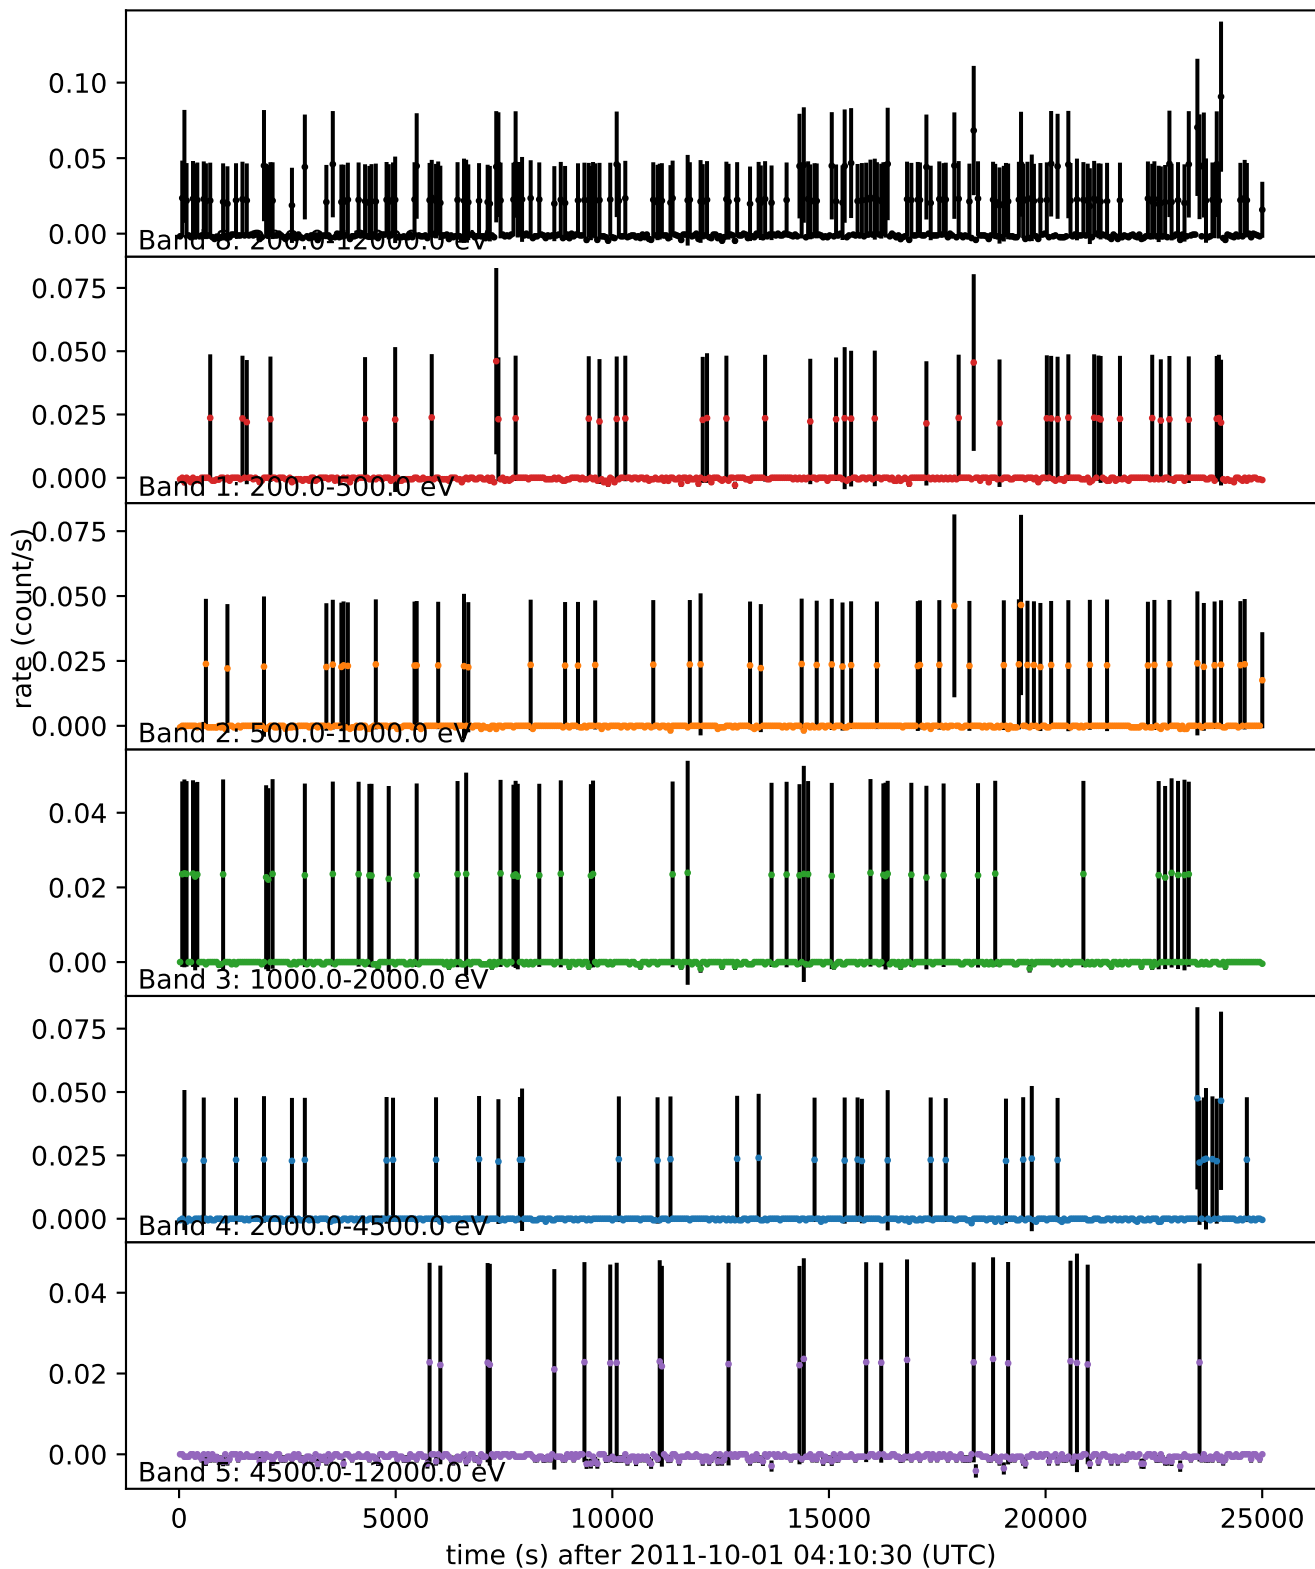 0.10
0.05
0.00
Band 8: 200.0-12000.0 eV
0.075
0.050
0.025
0.000
Band 1: 200.0-500.0 eV
rate (count/s)
0.075
0.050
0.025
0.000
Band 2: 500.0-1000.0 eV
0.04
0.02
0.00
Band 3: 1000.0-2000.0 eV
0.075
0.050
0.025
0.000
Band 4: 2000.0-4500.0 eV
0.04
0.02
0.00
Band 5: 4500.0-12000.0 eV
0 5000 10000 15000 20000 25000
time (s) after 2011-10-01 04:10:30 (UTC)